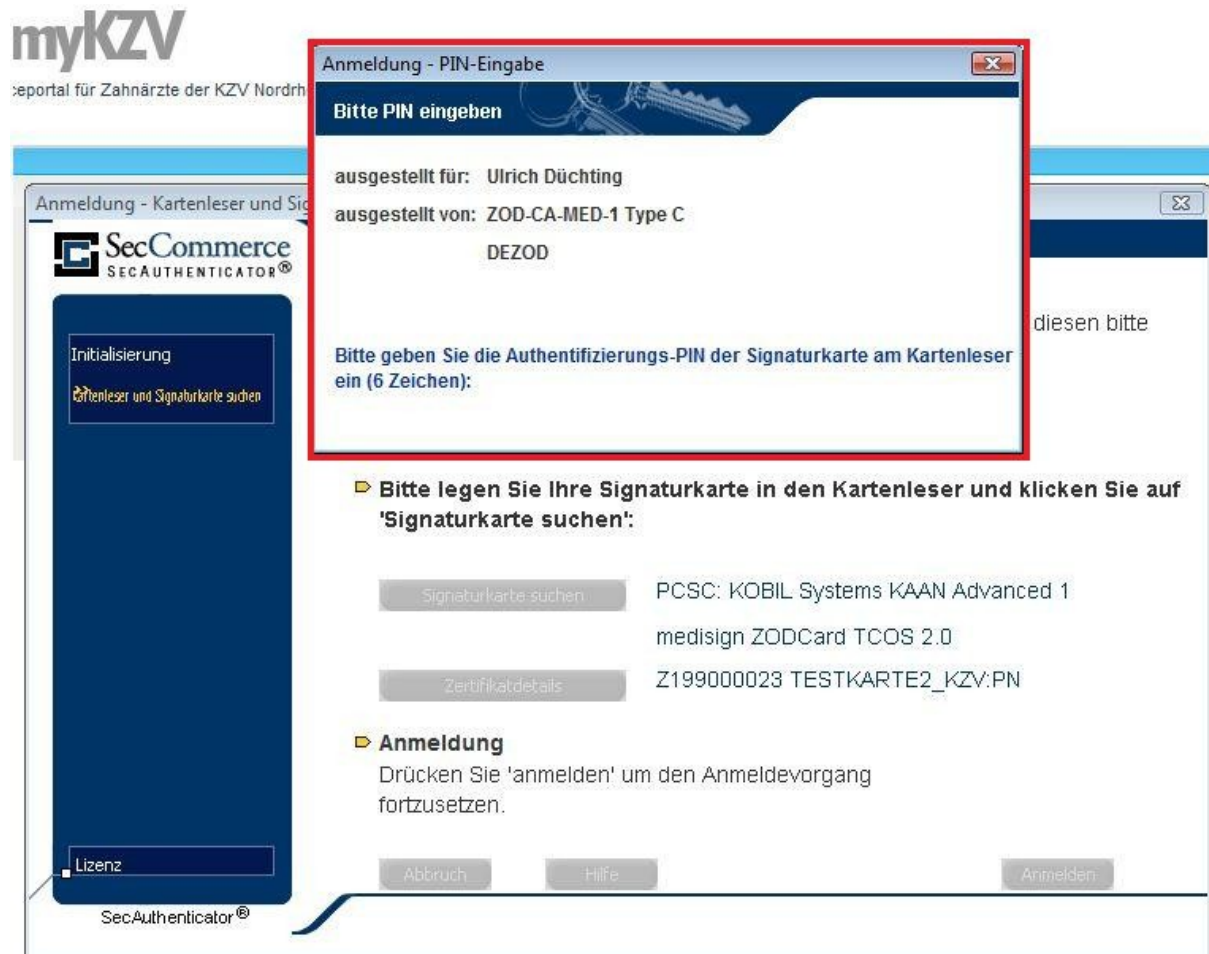 myKZV
eportal für Zahnärzte der KZV Nordrh
Anmeldung - PIN-Eingabe
Bitte PIN eingeben
ausgestellt für: Ulrich Düchting
ausgestellt von: ZOD-CA-MED-1 Type C
DEZOD
Bitte geben Sie die Authentifizierungs-PIN der Signaturkarte am Kartenleser
ein (6 Zeichen):
Anmeldung - Kartenleser und Sig
SecCommerce
SECAUTHENTICATOR®
diesen bitte
Initialisierung
Kartenleser und Signaturkarte suchen
Bitte legen Sie Ihre Signaturkarte in den Kartenleser und klicken Sie auf
'Signaturkarte suchen':
Signaturkarte suchen PCSC: KOBIL Systems KAAN Advanced 1
medisign ZODCard TCOS 2.0
Zertifikatdetails Z199000023 TESTKARTE2_KZV:PN
Anmeldung
Drücken Sie 'anmelden' um den Anmeldevorgang
fortzusetzen.
Lizenz
Abbruch Hilfe Anmelden
SecAuthenticator®